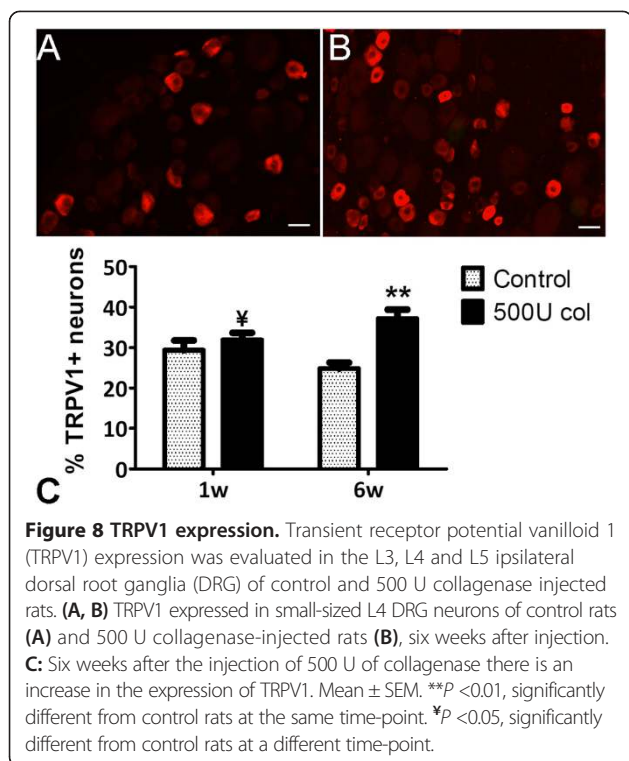 A
B
50
40
30
20
10
0
% TRPV1+ neurons
¥
**
Control
500U col
1w
6w
C
Figure 8 TRPV1 expression. Transient receptor potential vanilloid 1
(TRPV1) expression was evaluated in the L3, L4 and L5 ipsilateral
dorsal root ganglia (DRG) of control and 500 U collagenase injected
rats. (A, B) TRPV1 expressed in small-sized L4 DRG neurons of control rats
(A) and 500 U collagenase-injected rats (B), six weeks after injection.
C: Six weeks after the injection of 500 U of collagenase there is an
increase in the expression of TRPV1. Mean ± SEM. **P <0.01, significantly
different from control rats at the same time-point. ¥P <0.05, significantly
different from control rats at a different time-point.